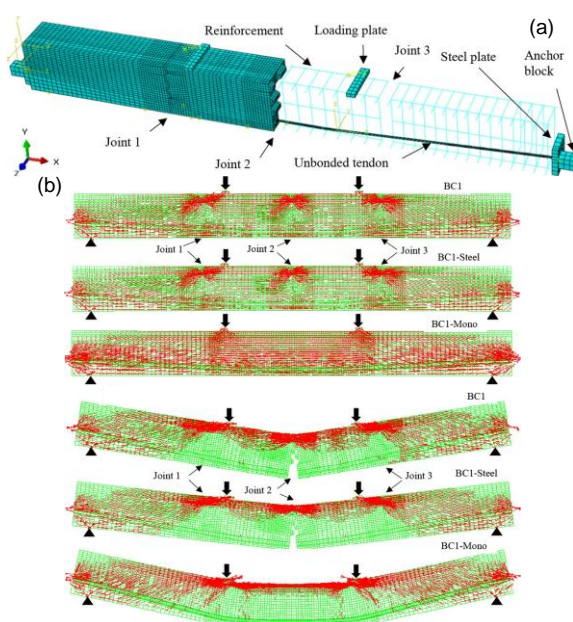 (a)
Reinforcement
Loading plate
Joint 3
Steel plate
Anchor
block
Joint 1
Joint 2
Unbonded tendon
Y
X
Z
(b)
BC1
Joint 1
Joint 2
Joint 3
BC1-Steel
BC1-Mono
BC1
Joint 1
Joint 2
Joint 3
BC1-Steel
BC1-Mono